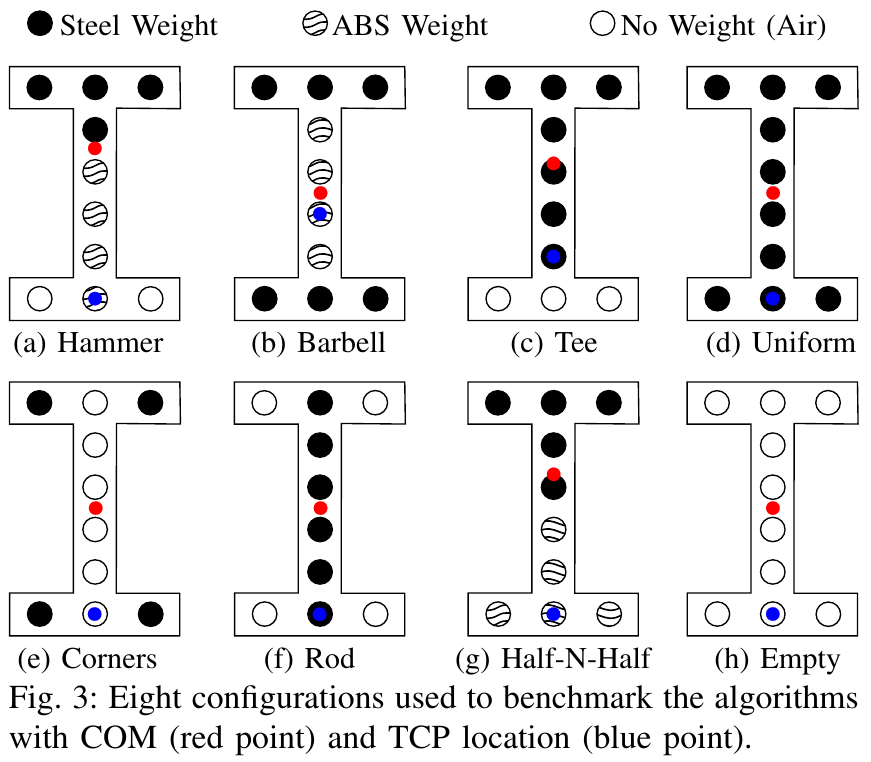 Steel Weight ABS Weight No Weight (Air)
(a) Hammer (b) Barbell (c) Tee (d) Uniform
(e) Corners (f) Rod (g) Half-N-Half (h) Empty
Fig. 3: Eight configurations used to benchmark the algorithms
with COM (red point) and TCP location (blue point).